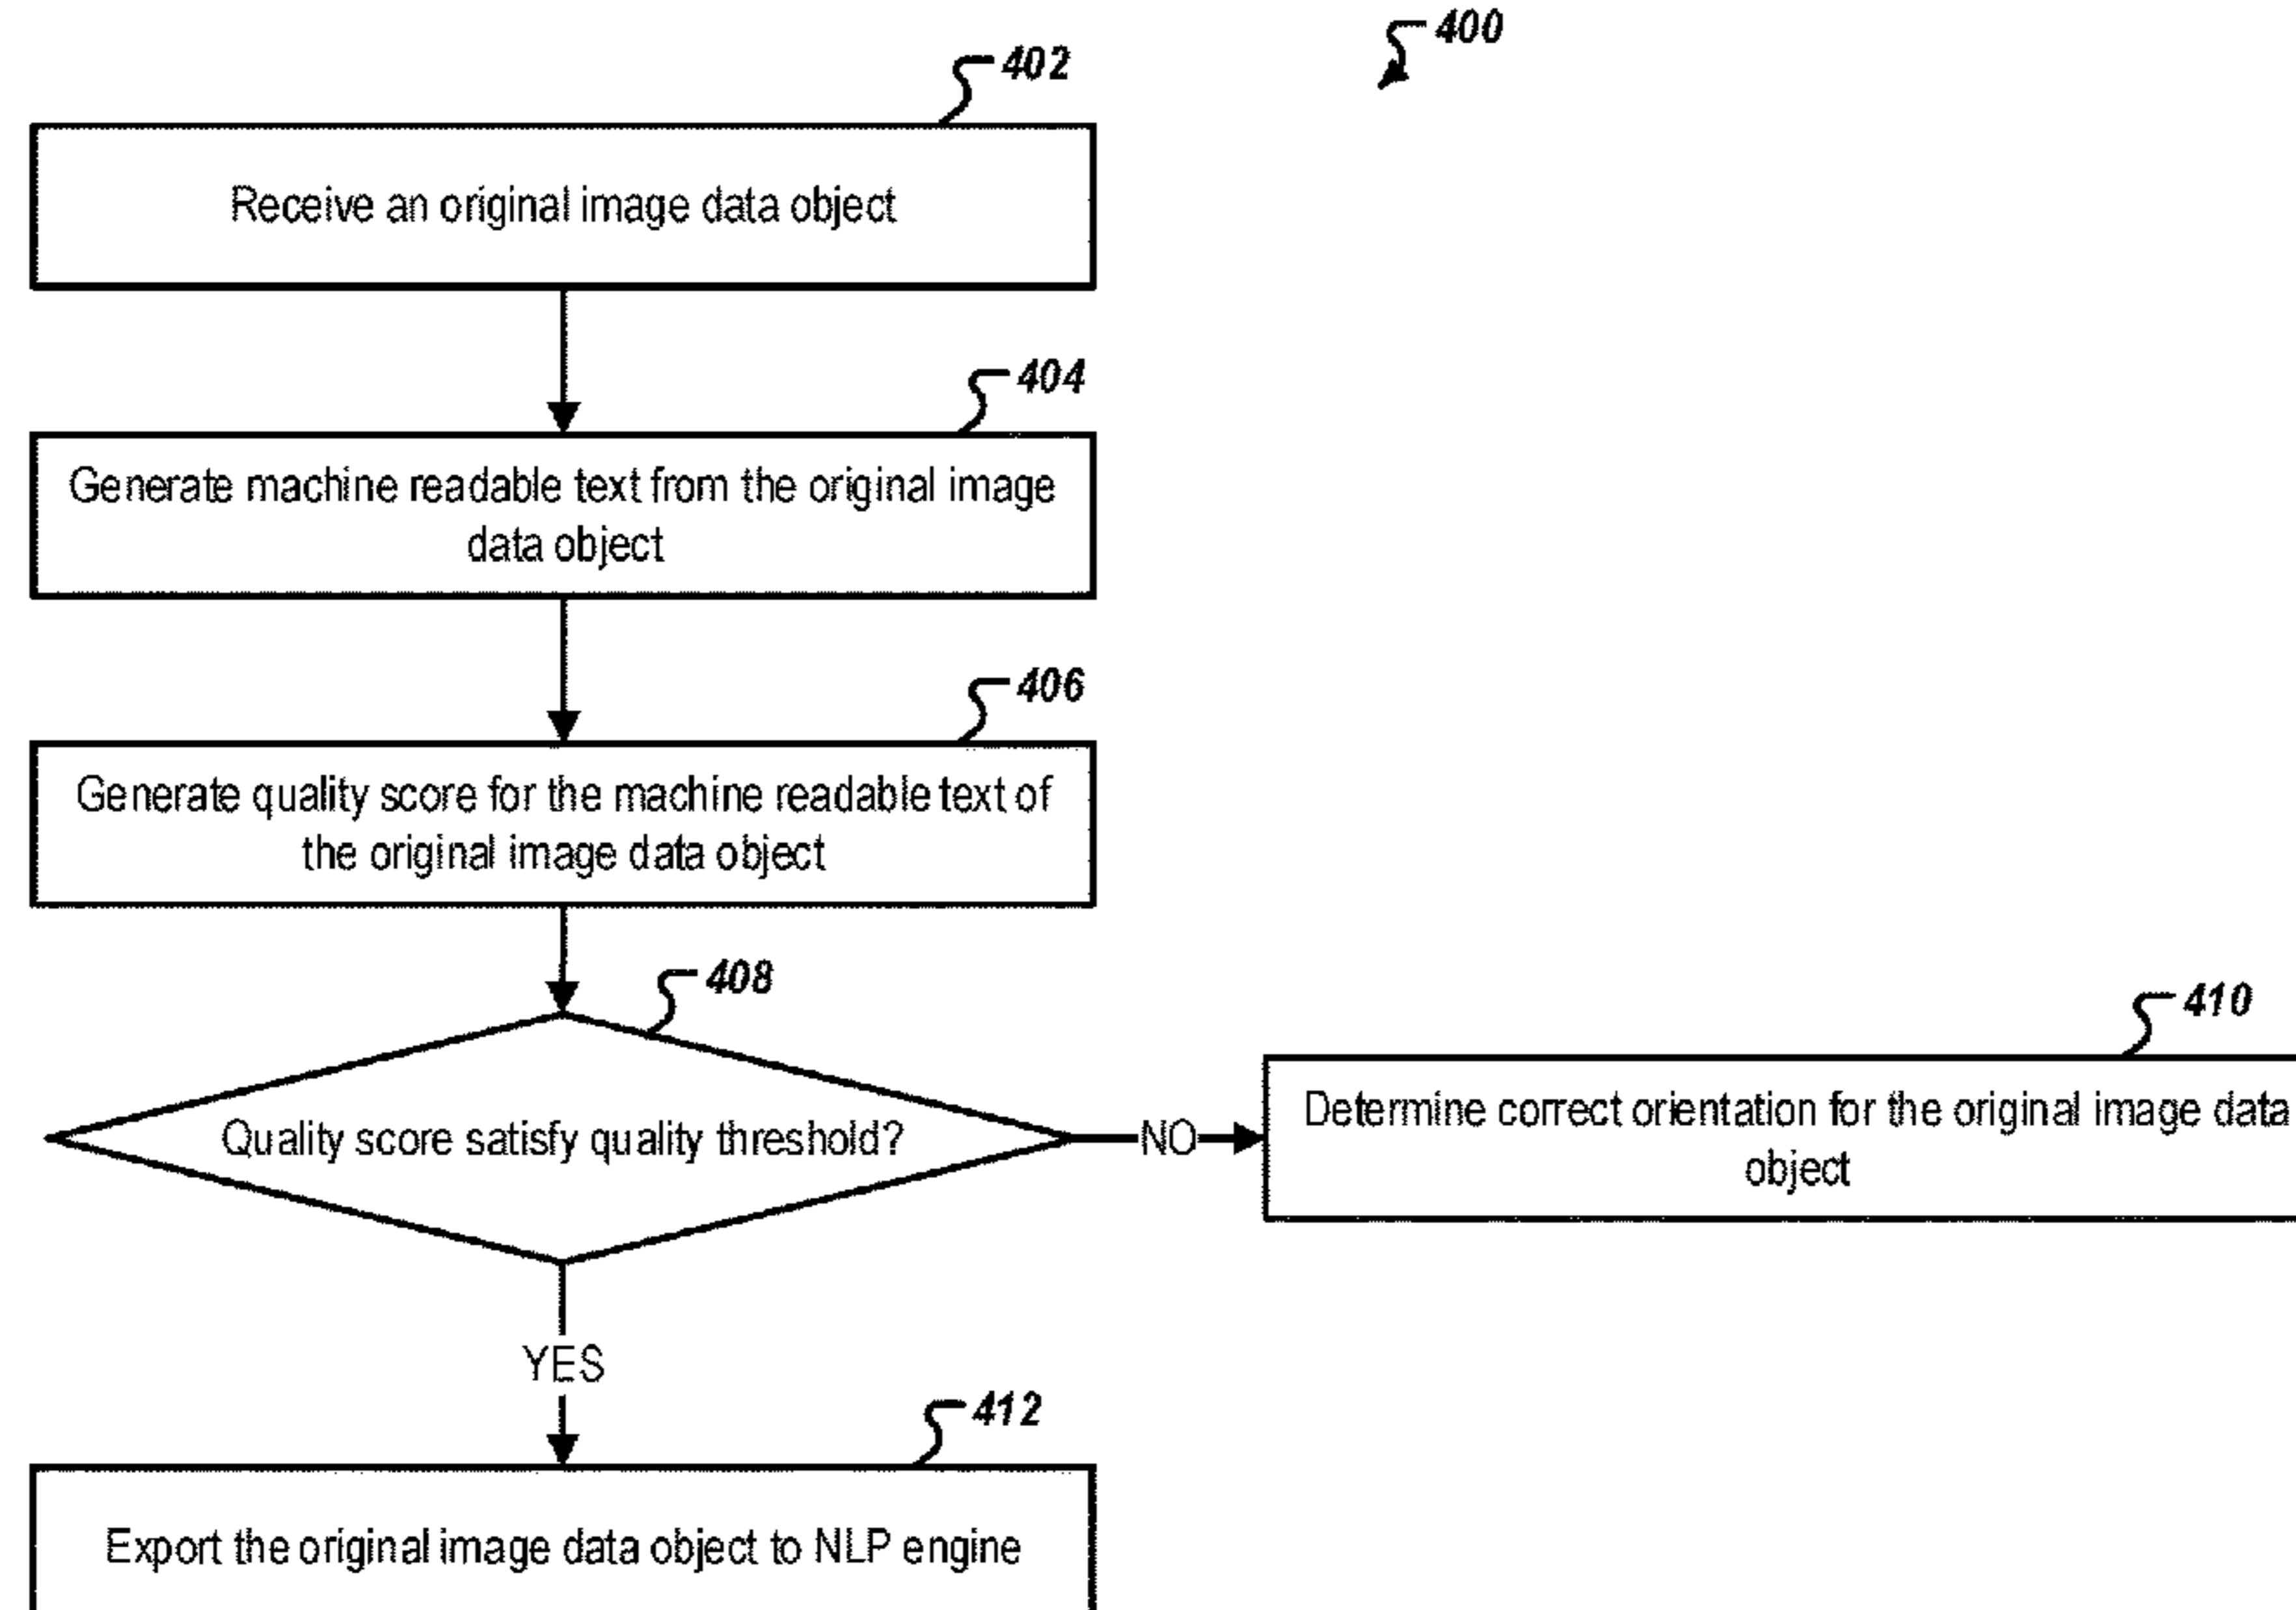 400
402
Receive an original image data object
404
Generate machine readable text from the original image
data object
406
Generate quality score for the machine readable text of
the original image data object
408
Quality score satisfy quality threshold?
NO
410
Determine correct orientation for the original image data
object
YES
412
Export the original image data object to NLP engine